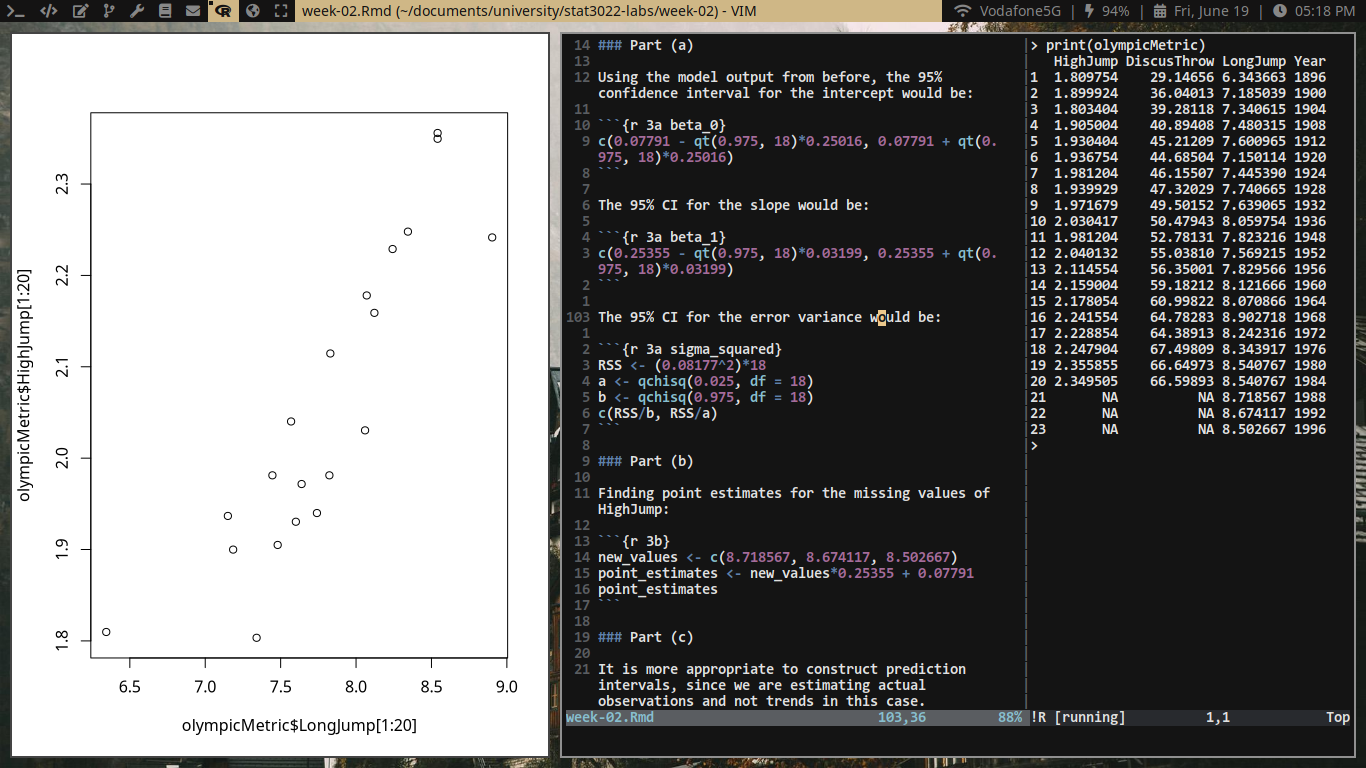 week-02.Rmd (~/documents/university/stat3022-labs/week-02) - VIM
Vodafone5G | 94% | Fri, June 19 | 05:18 PM
olympicMetric$HighJump[1:20]
2.3
2.2
2.1
2.0
1.9
1.8
6.5 7.0 7.5 8.0 8.5 9.0
olympicMetric$LongJump[1:20]
14 ### Part (a)
13
12 Using the model output from before, the 95%
confidence interval for the intercept would be:
11
10 ```{r 3a beta_0}
9 c(0.07791 - qt(0.975, 18)*0.25016, 0.07791 + qt(0.
975, 18)*0.25016)
8 ```
7
6 The 95% CI for the slope would be:
5
4 ```{r 3a beta_1}
3 c(0.25355 - qt(0.975, 18)*0.03199, 0.25355 + qt(0.
975, 18)*0.03199)
2 ```
1
103 The 95% CI for the error variance would be:
1
2 ```{r 3a sigma_squared}
3 RSS <- (0.08177^2)*18
4 a <- qchisq(0.025, df = 18)
5 b <- qchisq(0.975, df = 18)
6 c(RSS/b, RSS/a)
7 ```
8
9 ### Part (b)
10
11 Finding point estimates for the missing values of
HighJump:
12
13 ```{r 3b}
14 new_values <- c(8.718567, 8.674117, 8.502667)
15 point_estimates <- new_values*0.25355 + 0.07791
16 point_estimates
17 ```
18
19 ### Part (c)
20
21 It is more appropriate to construct prediction
intervals, since we are estimating actual
observations and not trends in this case.
week-02.Rmd 103,36 88%
> print(olympicMetric)
HighJump DiscusThrow LongJump Year
1 1.809754 29.14656 6.343663 1896
2 1.899924 36.04013 7.185039 1900
3 1.803404 39.28118 7.340615 1904
4 1.905004 40.89408 7.480315 1908
5 1.930404 45.21209 7.600965 1912
6 1.936754 44.68504 7.150114 1920
7 1.981204 46.15507 7.445390 1924
8 1.939929 47.32029 7.740665 1928
9 1.971679 49.50152 7.639065 1932
10 2.030417 50.47943 8.059754 1936
11 1.981204 52.78131 7.823216 1948
12 2.040132 55.03810 7.569215 1952
13 2.114554 56.35001 7.829566 1956
14 2.159004 59.18212 8.121666 1960
15 2.178054 60.99822 8.070866 1964
16 2.241554 64.78283 8.902718 1968
17 2.228854 64.38913 8.242316 1972
18 2.247904 67.49809 8.343917 1976
19 2.355855 66.64973 8.540767 1980
20 2.349505 66.59893 8.540767 1984
21 NA NA 8.718567 1988
22 NA NA 8.674117 1992
23 NA NA 8.502667 1996
>
!R [running] 1,1 Top